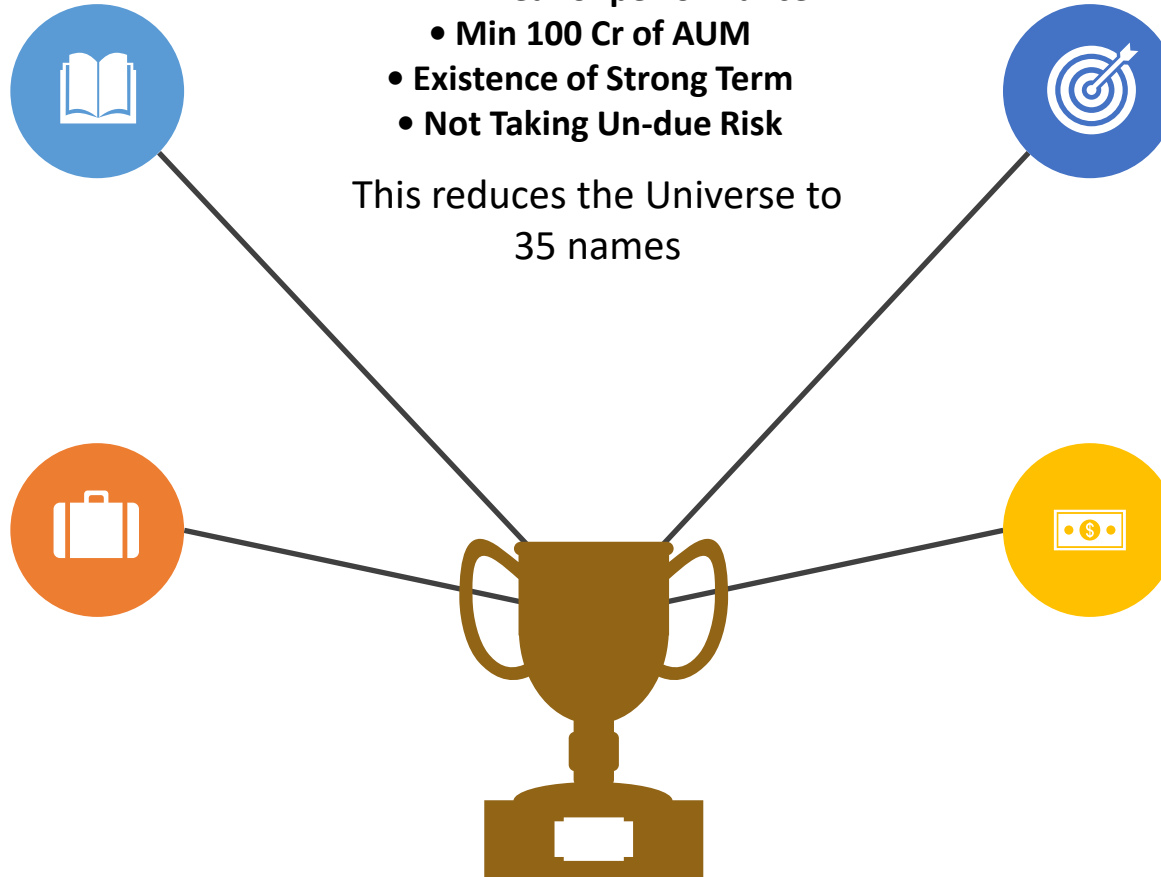 • Min 100 Cr of AUM
• Existence of Strong Term
• Not Taking Un-due Risk
This reduces the Universe to
35 names
$